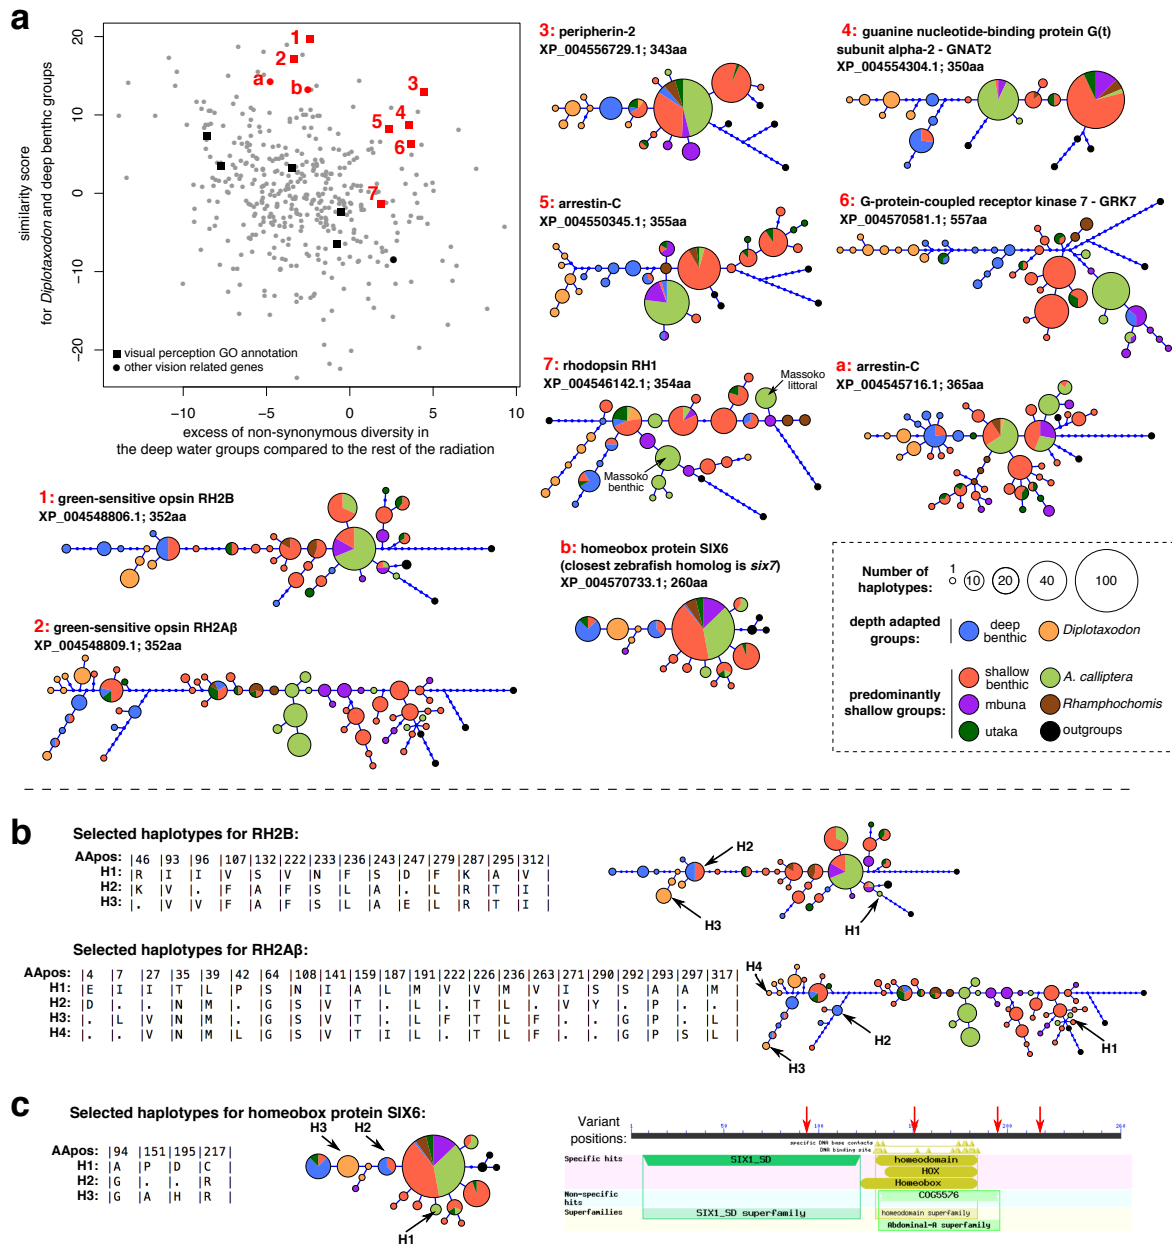 a
similarity score
for Diplotaxodon and deep benthic groups
20
10
0
−10
−20
1
2
a
b
3
4
5
6
7
visual perception GO annotation
other vision related genes
−10
−5
0
5
10
excess of non-synonymous diversity in
the deep water groups compared to the rest of the radiation
3: peripherin-2
XP_004556729.1; 343aa
4: guanine nucleotide-binding protein G(t)
subunit alpha-2 - GNAT2
XP_004554304.1; 350aa
5: arrestin-C
XP_004550345.1; 355aa
6: G-protein-coupled receptor kinase 7 - GRK7
XP_004570581.1; 557aa
7: rhodopsin RH1
XP_004546142.1; 354aa
Massoko
littoral
Massoko
benthic
a: arrestin-C
XP_004545716.1; 365aa
1: green-sensitive opsin RH2B
XP_004548806.1; 352aa
2: green-sensitive opsin RH2Aβ
XP_004548809.1; 352aa
b: homeobox protein SIX6
(closest zebrafish homolog is six7)
XP_004570733.1; 260aa
Number of
haplotypes:
1
10
20
40
100
depth adapted
groups:
deep
benthic
Diplotaxodon
predominantly
shallow groups:
shallow
benthic
A. calliptera
mbuna
Rhamphochomis
utaka
outgroups
b
Selected haplotypes for RH2B:
AApos: |46 |93 |96 |107 |132 |222 |233 |236 |243 |247 |279 |287 |295 |312|
H1: |R |I |I |V |S |V |N |S |D |F |K |A |V |
H2: |K |V |. |F |A |F |S |L |A |. |L |R |T |I |
H3: |. |V |V |F |A |F |S |L |A |E |L |R |T |I |
H2
H3
H1
Selected haplotypes for RH2Aβ:
AApos: |4 |7 |27 |35 |39 |42 |64 |108 |141 |159 |187 |191 |222 |226 |236 |263 |271 |290 |292 |293 |297 |317|
H1: |E |I |I |T |L |P |S |N |I |A |L |M |V |V |M |V |I |S |S |A |A |M |
H2: |D |. |. |N |M |. |G |S |V |T |. |L |. |T |L |. |V |Y |. |P |. |. |
H3: |. |L |V |N |M |. |G |S |V |T |. |L |F |T |L |F |. |. |G |P |. |L |
H4: |. |. |V |N |M |L |G |S |V |T |I |L |. |T |L |F |. |. |G |P |S |L |
H4
H2
H3
H1
c
Selected haplotypes for homeobox protein SIX6:
AApos: |94 |151|195|217|
H1: |A |P |D |C |
H2: |G |. |. |R |
H3: |G |A |H |R |
H3
H2
H1
Variant
positions:
1
100
200
260
specific DNA base contacts
DNA binding site
Specific hits
SIX1_SD
homeodomain
HOX
Homeobox
Non-specific
hits
COG5576
Superfamilies
SIX1_SD superfamily
homeodomain superfamily
Abdominal-A superfamily